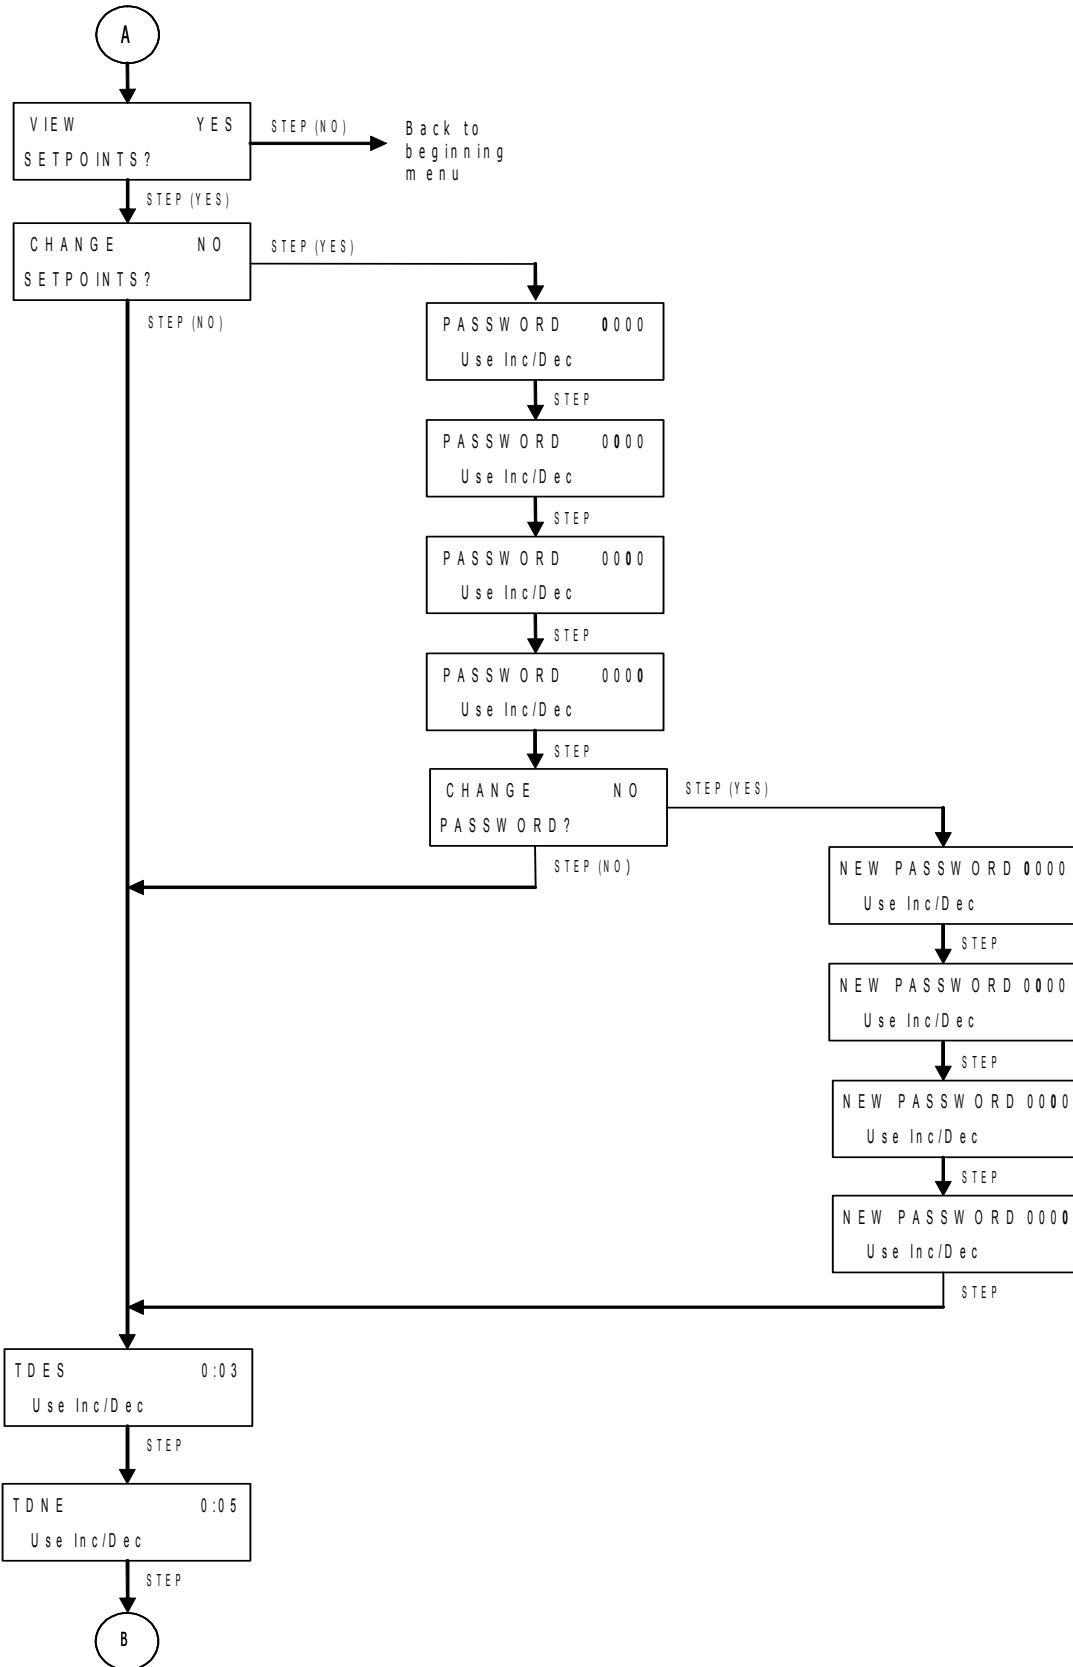 A
VIEW YES
SETPOINTS?
STEP (NO)
Back to
beginning
menu
STEP (YES)
CHANGE NO
SETPOINTS?
STEP (YES)
STEP (NO)
PASSWORD 0000
Use Inc/Dec
STEP
PASSWORD 0000
Use Inc/Dec
STEP
PASSWORD 0000
Use Inc/Dec
STEP
PASSWORD 0000
Use Inc/Dec
STEP
CHANGE NO
PASSWORD?
STEP (YES)
STEP (NO)
NEW PASSWORD 0000
Use Inc/Dec
STEP
NEW PASSWORD 0000
Use Inc/Dec
STEP
NEW PASSWORD 0000
Use Inc/Dec
STEP
NEW PASSWORD 0000
Use Inc/Dec
STEP
TDES 0:03
Use Inc/Dec
STEP
TDNE 0:05
Use Inc/Dec
STEP
B